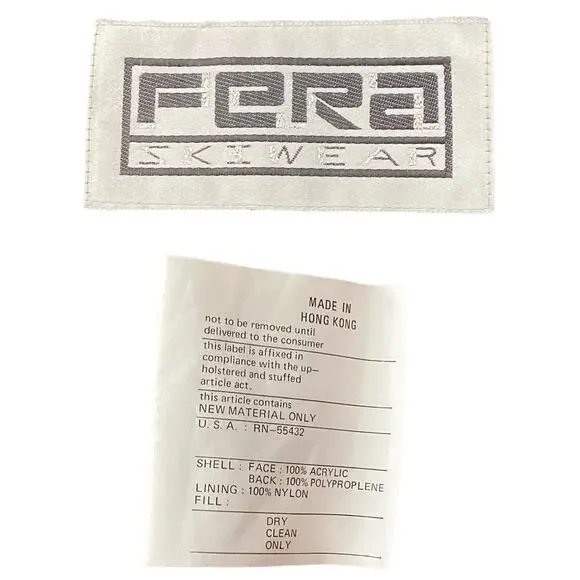 FERA
SKIWEAR
MADE IN
HONG KONG
not to be removed until
delivered to the consumer
this label is affixed in
compliance with the up—
holstered and stuffed
article act.
this article contains
NEW MATERIAL ONLY
U. S. A. : RN-55432
SHELL : FACE : 100% ACRYLIC
BACK : 100% POLYPROPLENE
LINING : 100% NYLON
FILL :
DRY
CLEAN
ONLY